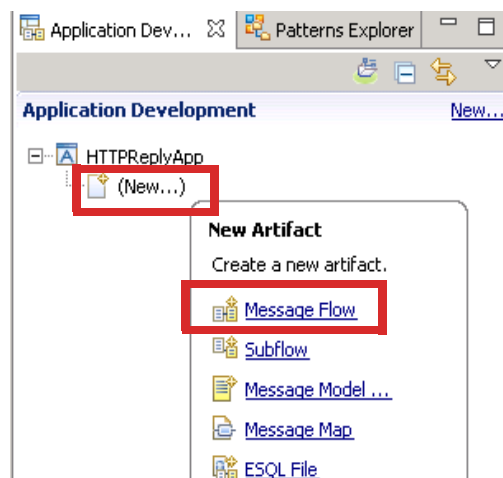 Application Dev... Patterns Explorer
Application Development New...
HTTPReplyApp
(New...)
New Artifact
Create a new artifact.
Message Flow
Subflow
Message Model ...
Message Map
ESQL File